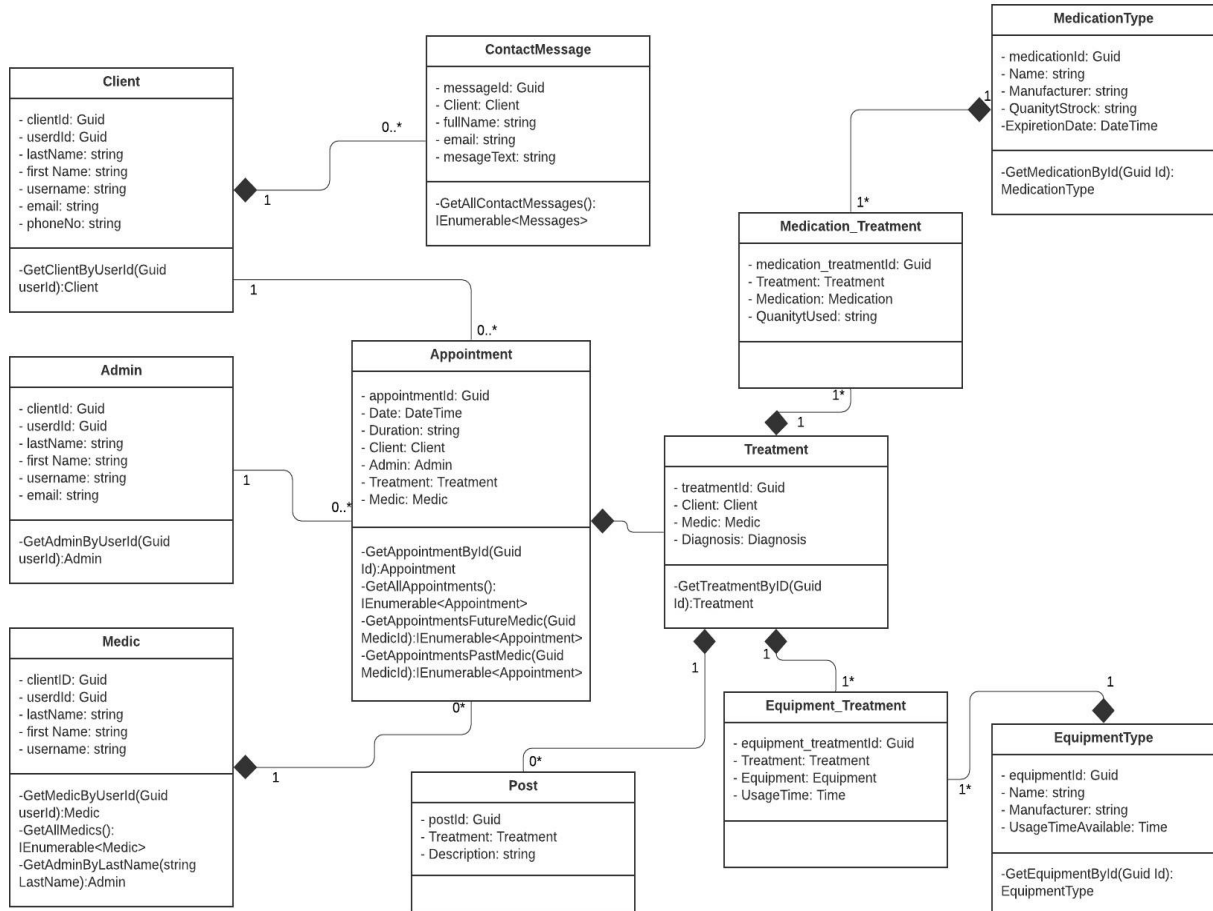 Client
- clientId: Guid
- userdId: Guid
- lastName: string
- first Name: string
- username: string
- email: string
- phoneNo: string
-GetClientByUserId(Guid
userId):Client
1
0..*
1
0..*
ContactMessage
- messageId: Guid
- Client: Client
- fullName: string
- email: string
- mesageText: string
-GetAllContactMessages():
IEnumerable<Messages>
MedicationType
- medicationId: Guid
- Name: string
- Manufacturer: string
- QuanitytStrock: string
-ExpiretionDate: DateTime
-GetMedicationById(Guid Id):
MedicationType
1
1*
Medication_Treatment
- medication_treatmentId: Guid
- Treatment: Treatment
- Medication: Medication
- QuanitytUsed: string
1*
1
Admin
- clientId: Guid
- userdId: Guid
- lastName: string
- first Name: string
- username: string
- email: string
-GetAdminByUserId(Guid
userId):Admin
1
0..*
Appointment
- appointmentId: Guid
- Date: DateTime
- Duration: string
- Client: Client
- Admin: Admin
- Treatment: Treatment
- Medic: Medic
-GetAppointmentById(Guid
Id):Appointment
-GetAllAppointments():
IEnumerable<Appointment>
-GetAppointmentsFutureMedic(Guid
MedicId):IEnumerable<Appointment>
-GetAppointmentsPastMedic(Guid
MedicId):IEnumerable<Appointment>
0*
1
Treatment
- treatmentId: Guid
- Client: Client
- Medic: Medic
- Diagnosis: Diagnosis
-GetTreatmentByID(Guid
Id):Treatment
1
1
1*
0*
Medic
- clientID: Guid
- userdId: Guid
- lastName: string
- first Name: string
- username: string
-GetMedicByUserId(Guid
userId):Medic
-GetAllMedics():
IEnumerable<Medic>
-GetAdminByLastName(string
LastName):Admin
Post
- postId: Guid
- Treatment: Treatment
- Description: string
Equipment_Treatment
- equipment_treatmentId: Guid
- Treatment: Treatment
- Equipment: Equipment
- UsageTime: Time
1*
1
EquipmentType
- equipmentId: Guid
- Name: string
- Manufacturer: string
- UsageTimeAvailable: Time
-GetEquipmentById(Guid Id):
EquipmentType